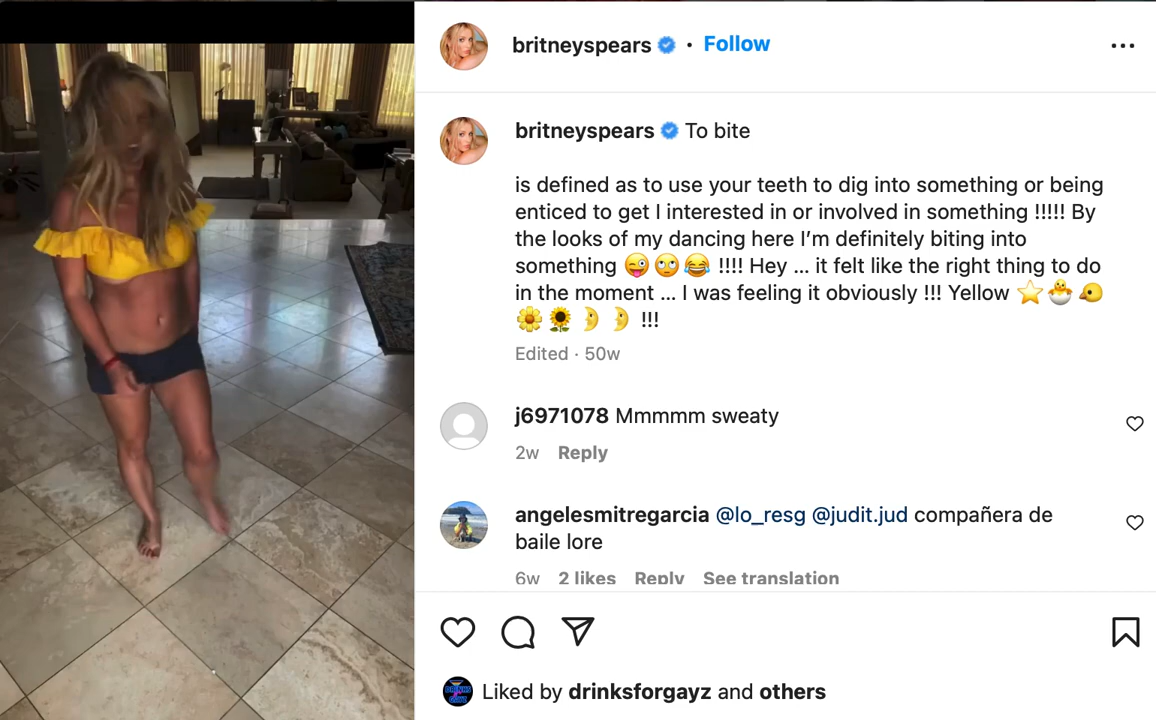 britneyspears • Follow
britneyspears To bite
is defined as to use your teeth to dig into something or being
enticed to get I interested in or involved in something !!!!! By
the looks of my dancing here I’m definitely biting into
something 😜🙄😂 !!!! Hey ... it felt like the right thing to do
in the moment ... I was feeling it obviously !!! Yellow ⭐🐣🐤
🌼🌻🌛🌛 !!!
Edited · 50w
j6971078 Mmmmm sweaty
2w Reply
angelesmitregarcia @lo_resg @judit.jud compañera de
baile lore
6w 2 likes Reply See translation
Liked by drinksforgayz and others